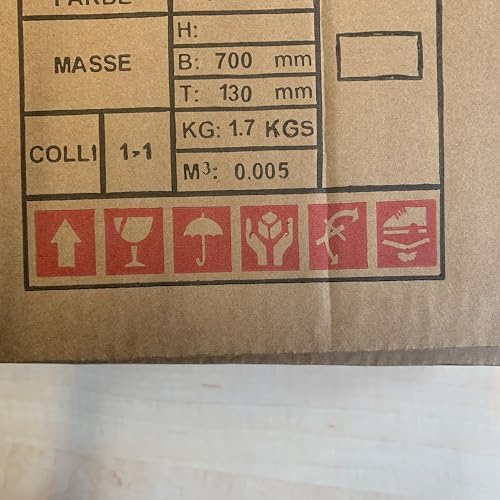 FARBE
MASSE
H:
B: 700 mm
T: 130 mm
COLLI 1>1
KG: 1.7 KGS
M³: 0.005